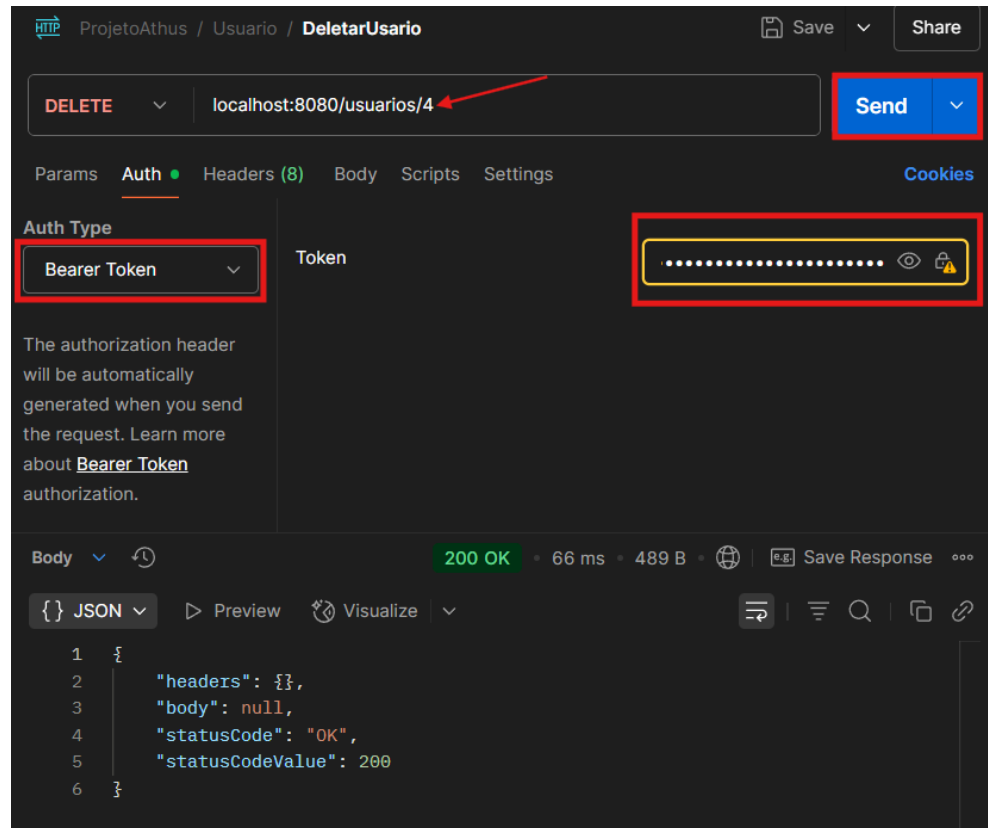 HTTP ProjetoAthus / Usuario / DeletarUsario Save Share
DELETE localhost:8080/usuarios/4 Send
Params Auth Headers (8) Body Scripts Settings Cookies
Auth Type
Bearer Token
Token
The authorization header
will be automatically
generated when you send
the request. Learn more
about Bearer Token
authorization.
Body 200 OK 66 ms 489 B e.g. Save Response
{} JSON Preview Visualize
1 {
2 "headers": {},
3 "body": null,
4 "statusCode": "OK",
5 "statusCodeValue": 200
6 }